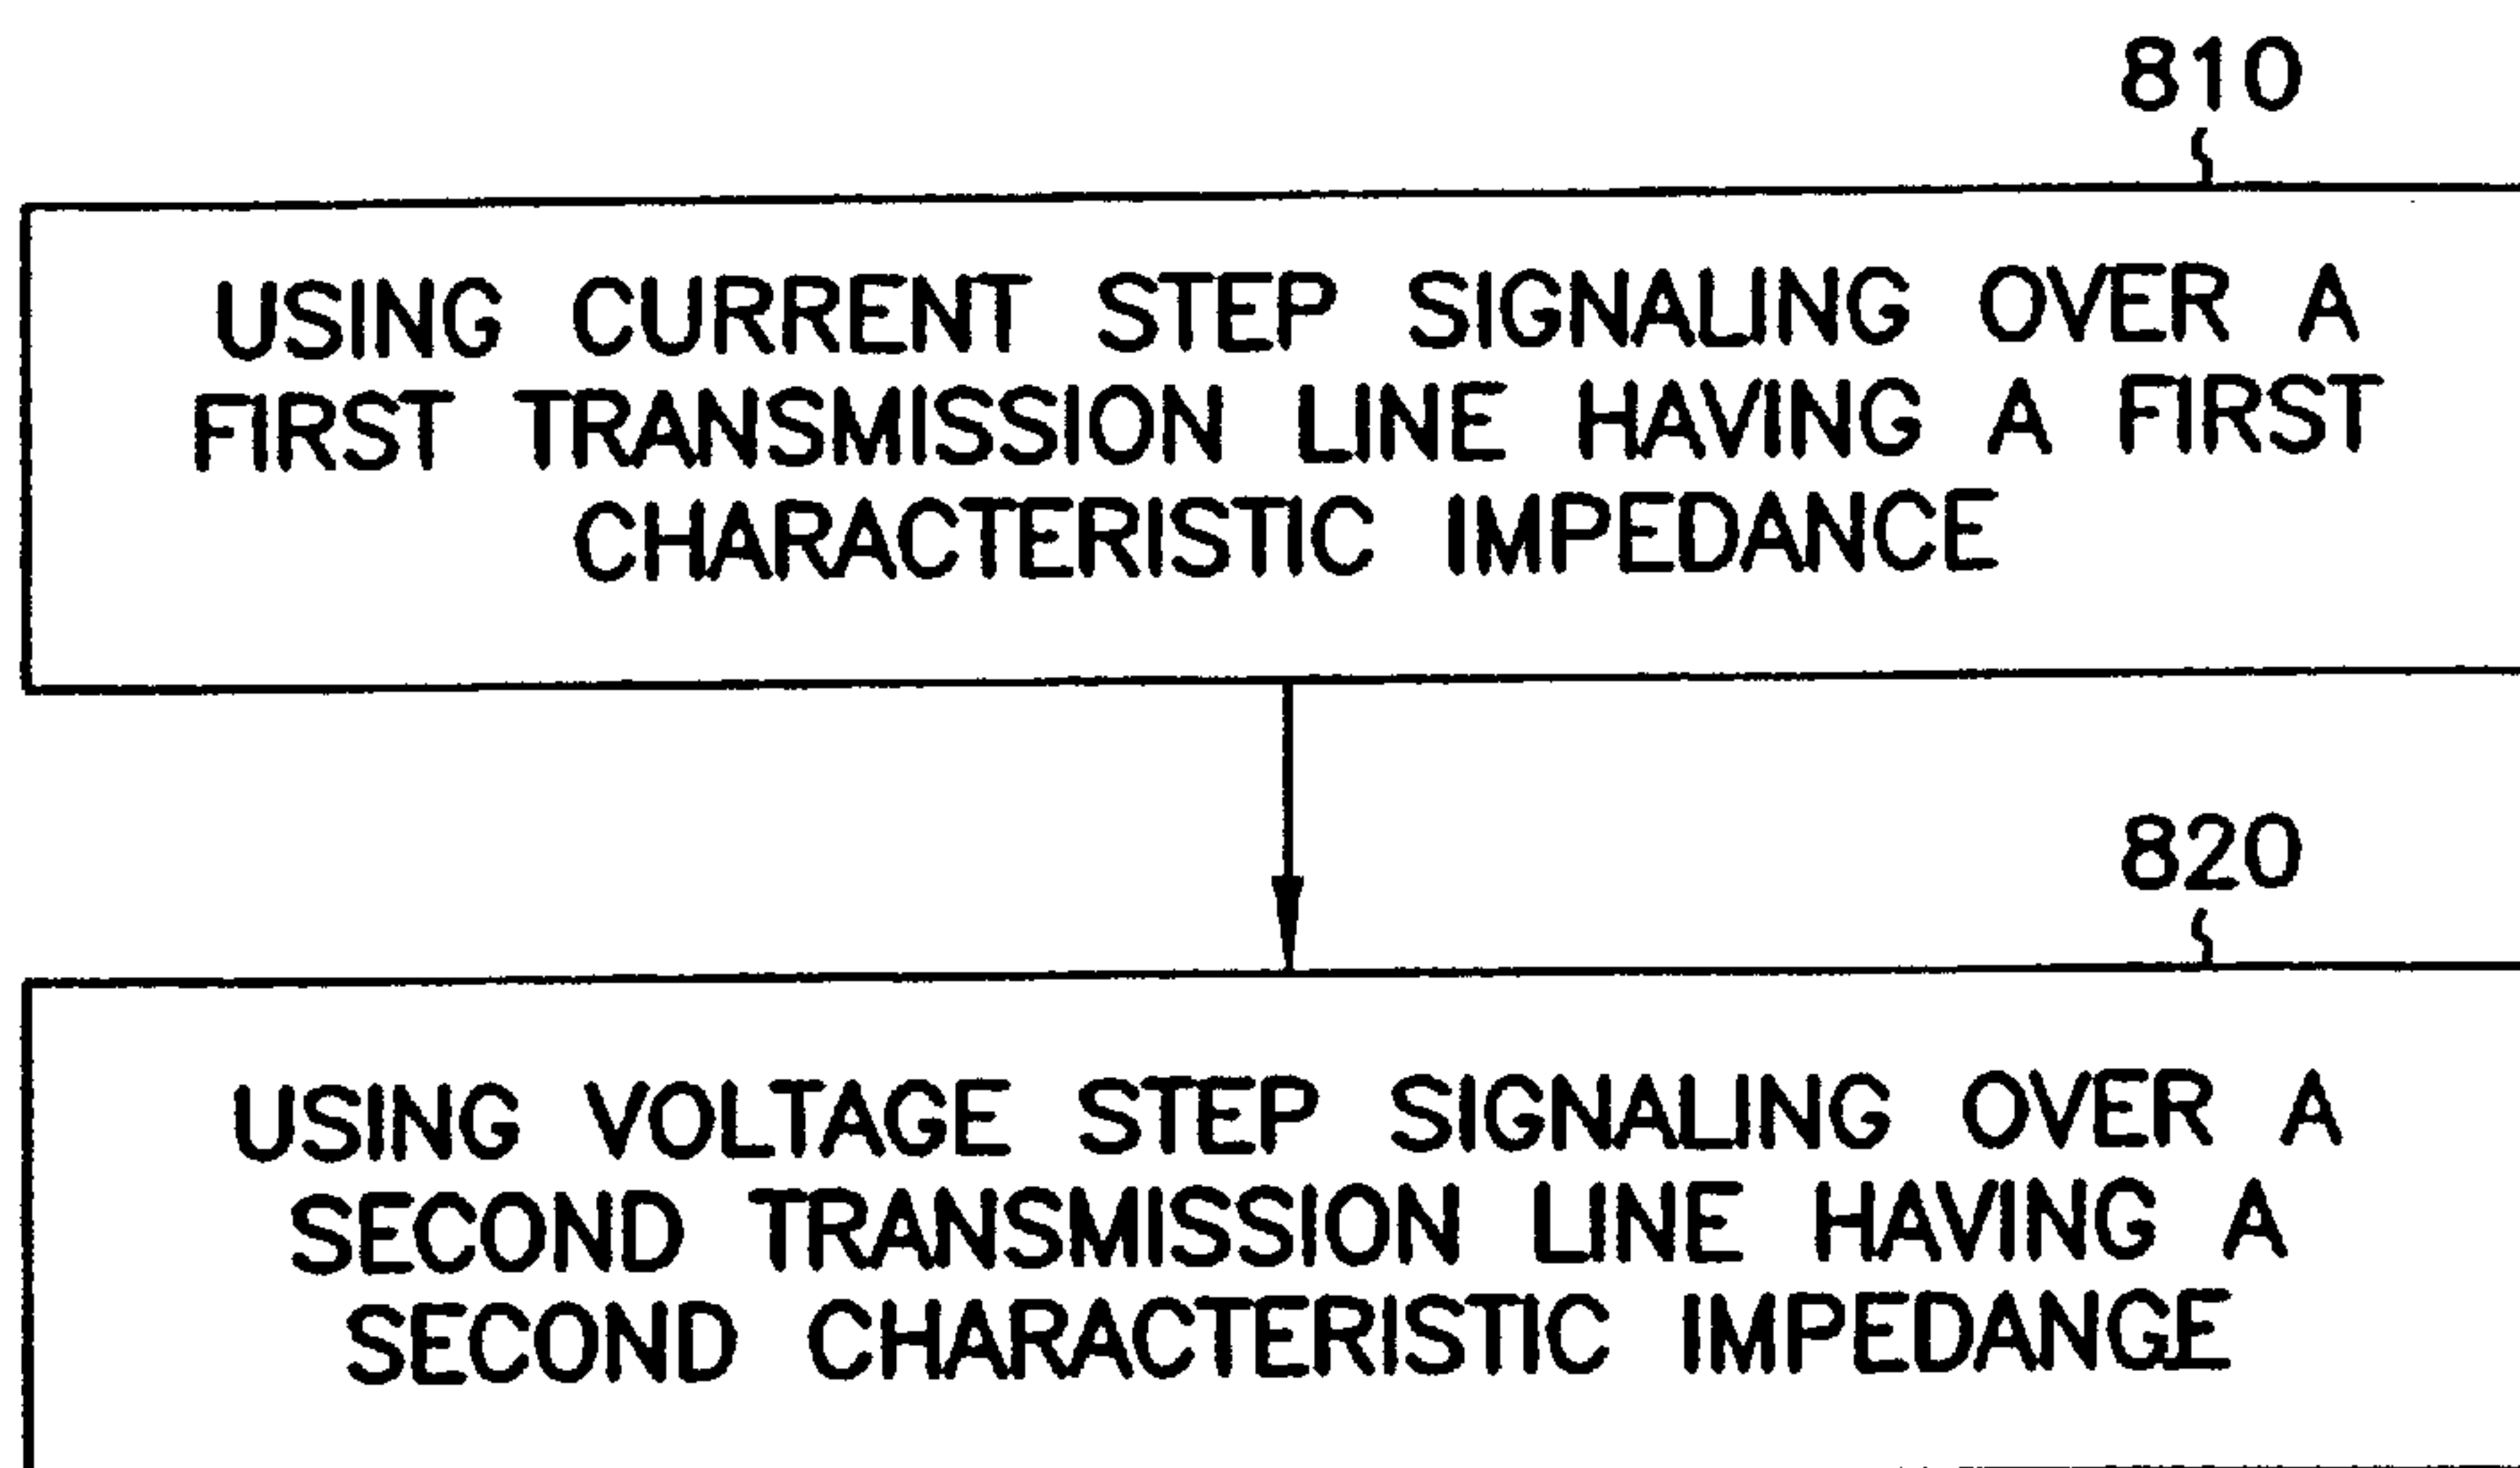 810
USING CURRENT STEP SIGNALING OVER A
FIRST TRANSMISSION LINE HAVING A FIRST
CHARACTERISTIC IMPEDANCE
820
USING VOLTAGE STEP SIGNALING OVER A
SECOND TRANSMISSION LINE HAVING A
SECOND CHARACTERISTIC IMPEDANGE